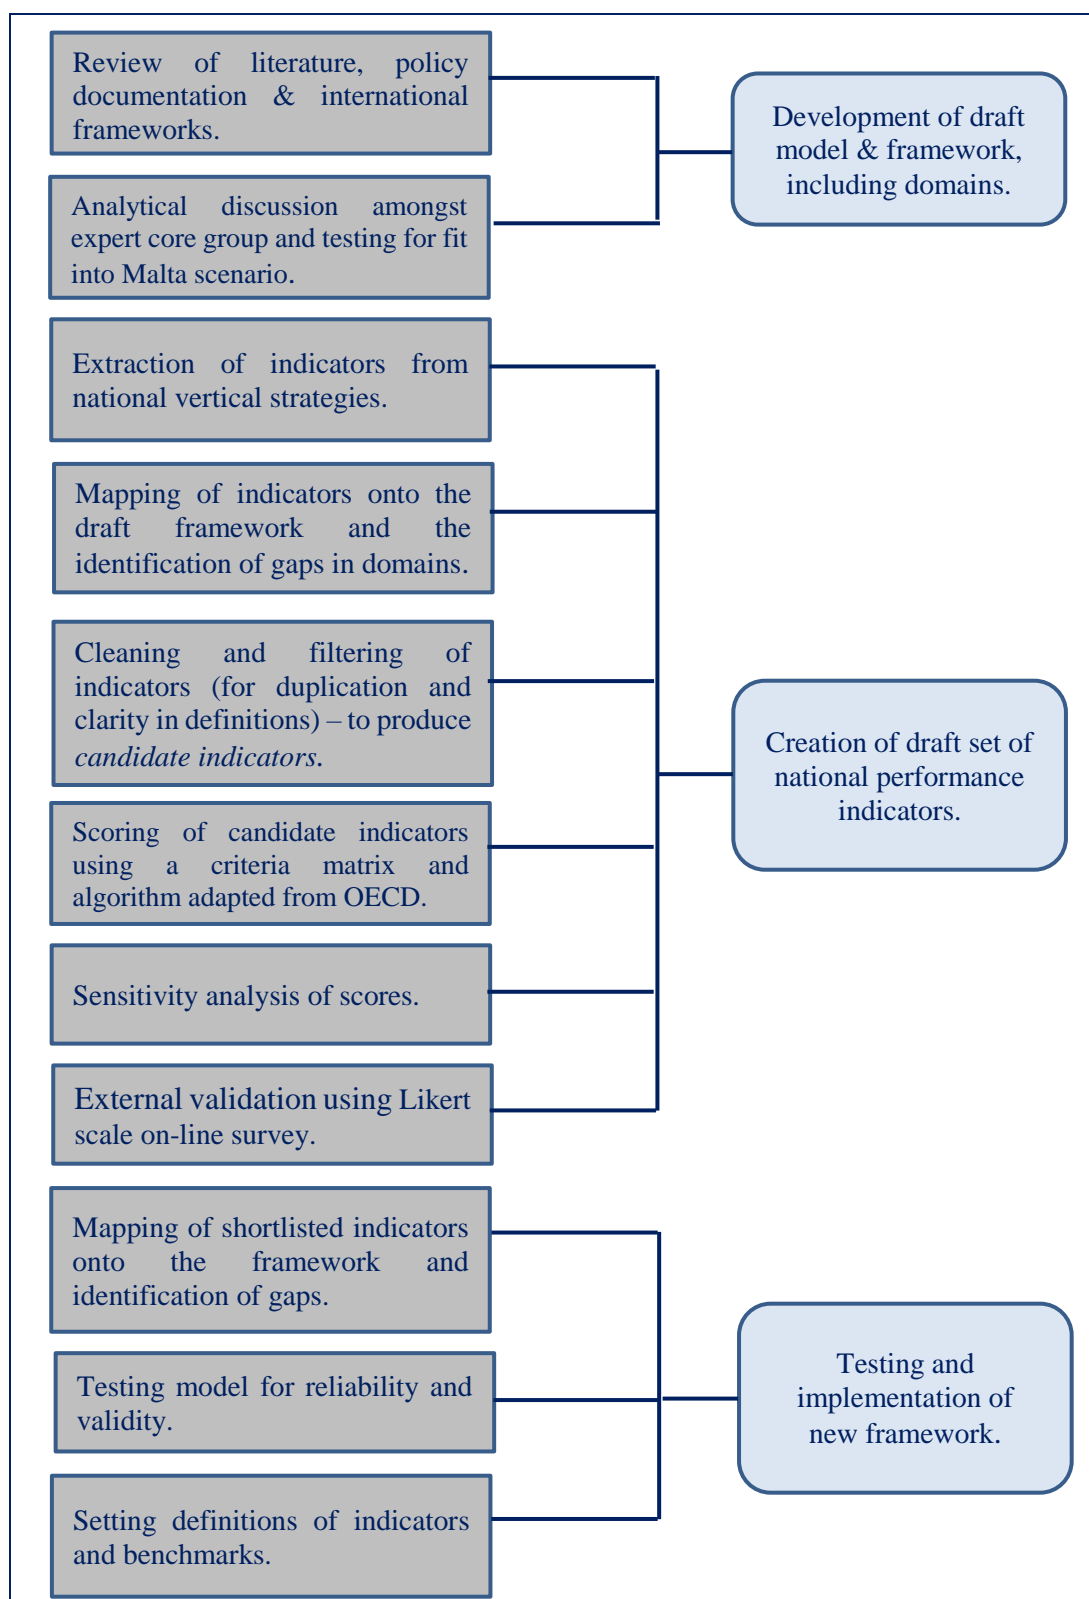 Review of literature, policy
documentation & international
frameworks.
Development of draft
model & framework,
including domains.
Analytical discussion amongst
expert core group and testing for fit
into Malta scenario.
Extraction of indicators from
national vertical strategies.
Mapping of indicators onto the
draft framework and the
identification of gaps in domains.
Cleaning and filtering of
indicators (for duplication and
clarity in definitions) – to produce
candidate indicators.
Creation of draft set of
national performance
indicators.
Scoring of candidate indicators
using a criteria matrix and
algorithm adapted from OECD.
Sensitivity analysis of scores.
External validation using Likert
scale on-line survey.
Mapping of shortlisted indicators
onto the framework and
identification of gaps.
Testing model for reliability and
validity.
Testing and
implementation of
new framework.
Setting definitions of indicators
and benchmarks.